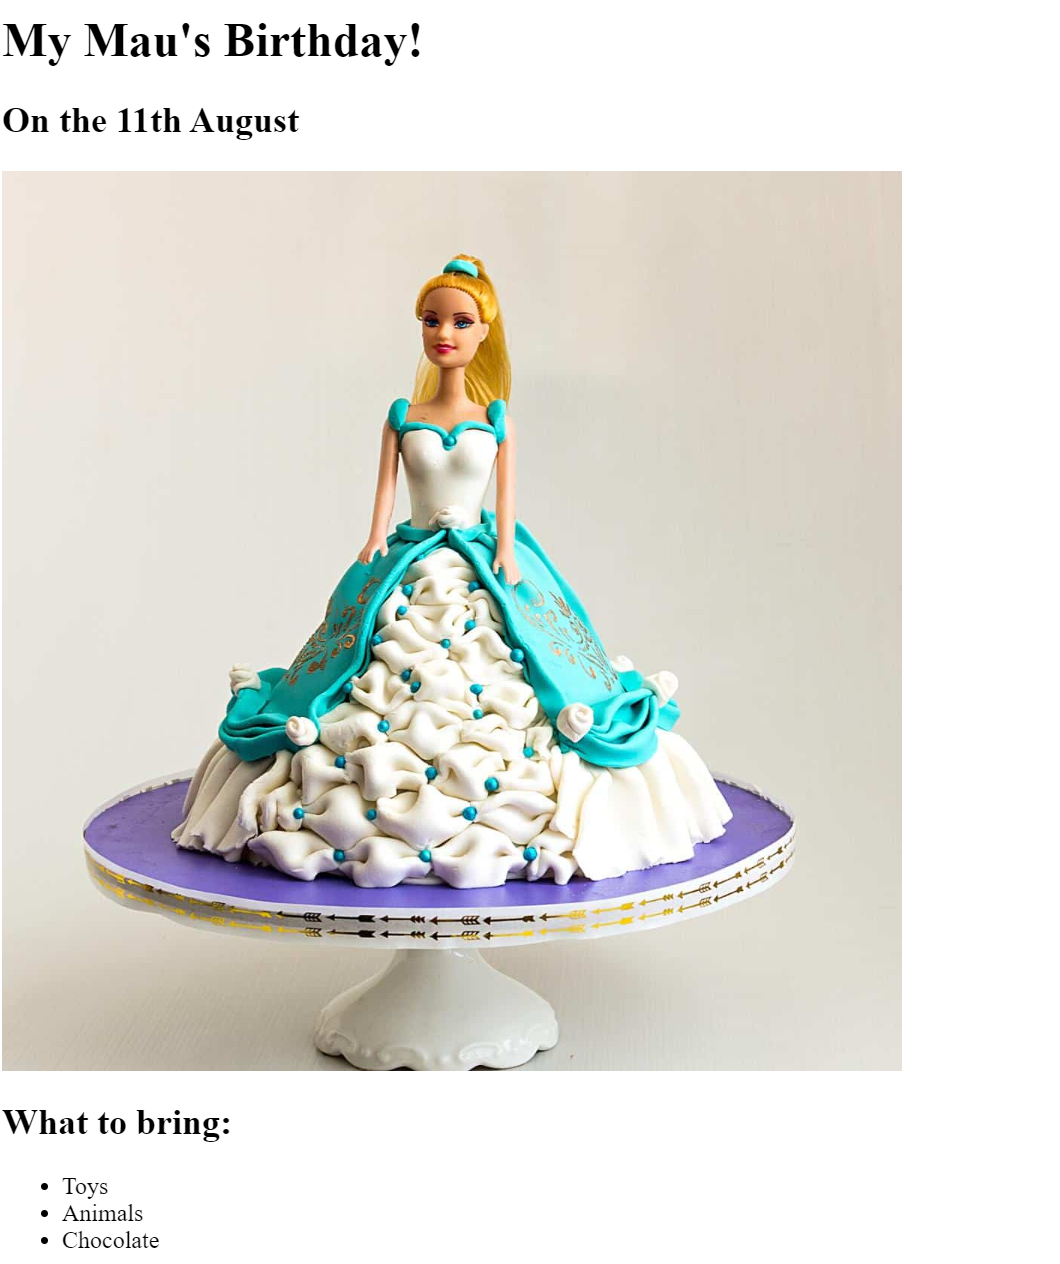 My Mau's Birthday!
On the 11th August
What to bring:
Toys
Animals
Chocolate